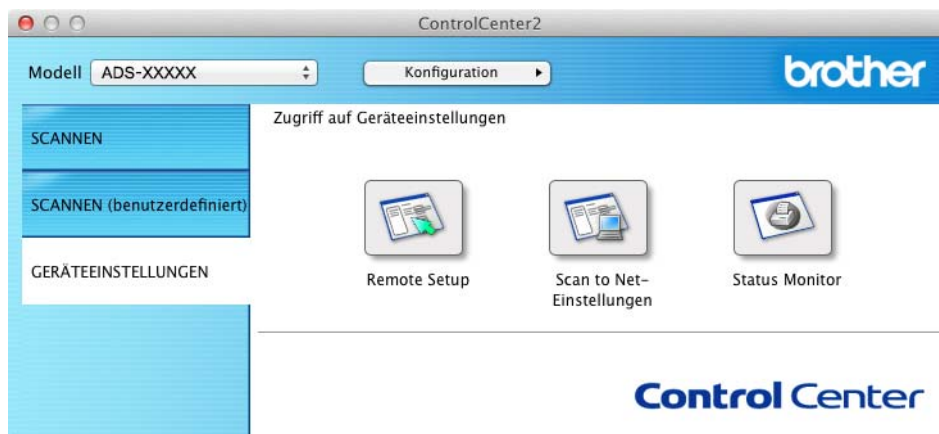 ControlCenter2
Modell ADS-XXXXX Konfiguration brother
SCANNEN
SCANNEN (benutzerdefiniert)
GERÄTEEINSTELLUNGEN
Zugriff auf Geräteeinstellungen
Remote Setup
Scan to Net-
Einstellungen
Status Monitor
Control Center